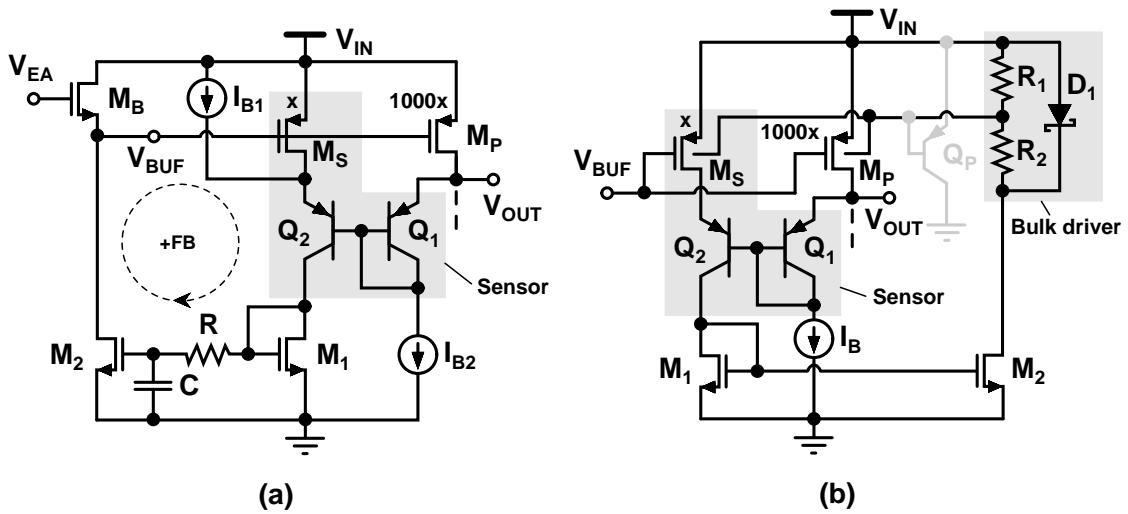 V_IN
V_EA
M_B
I_B1
x
1000x
M_S
M_P
V_BUF
V_OUT
+FB
Q_2
Q_1
Sensor
R
M_2
C
M_1
I_B2
(a)
V_IN
R_1
D_1
x
1000x
M_S
M_P
Q_P
R_2
V_BUF
V_OUT
Bulk driver
Q_2
Q_1
Sensor
I_B
M_1
M_2
(b)